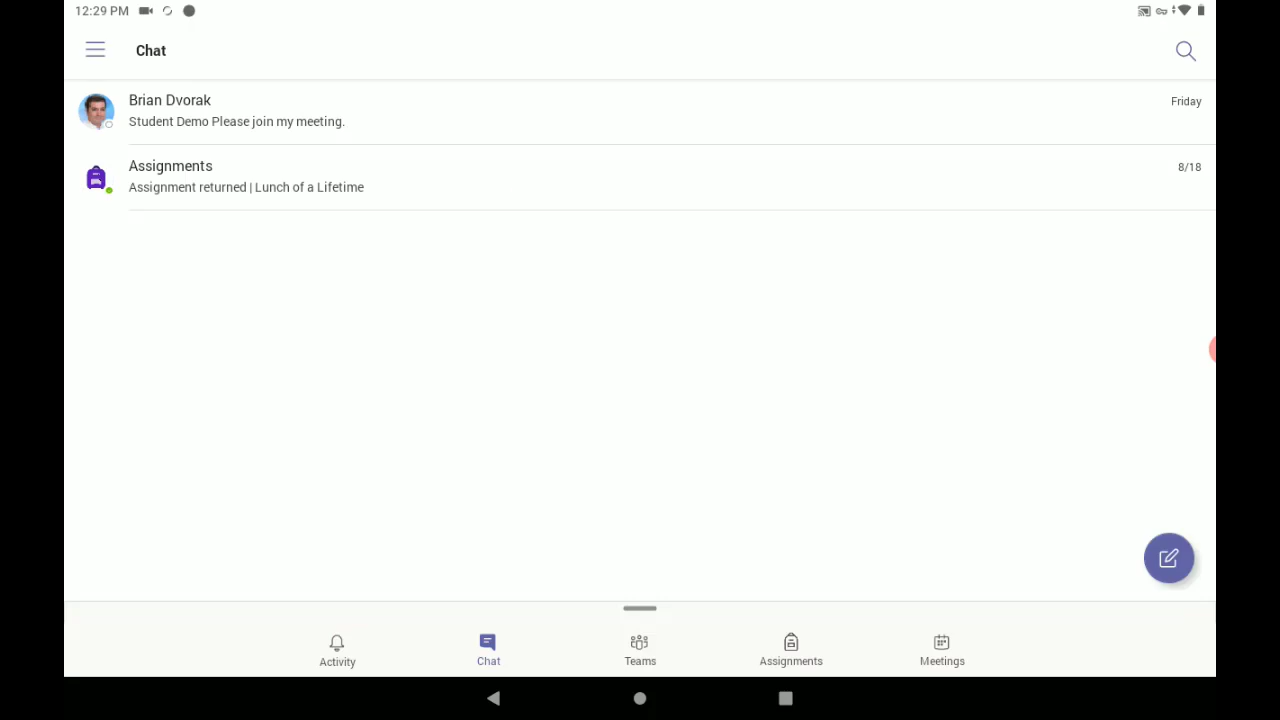 12:29 PM
Chat
Brian Dvorak
Friday
Student Demo Please join my meeting.
Assignments
8/18
Assignment returned | Lunch of a Lifetime
Activity
Chat
Teams
Assignments
Meetings